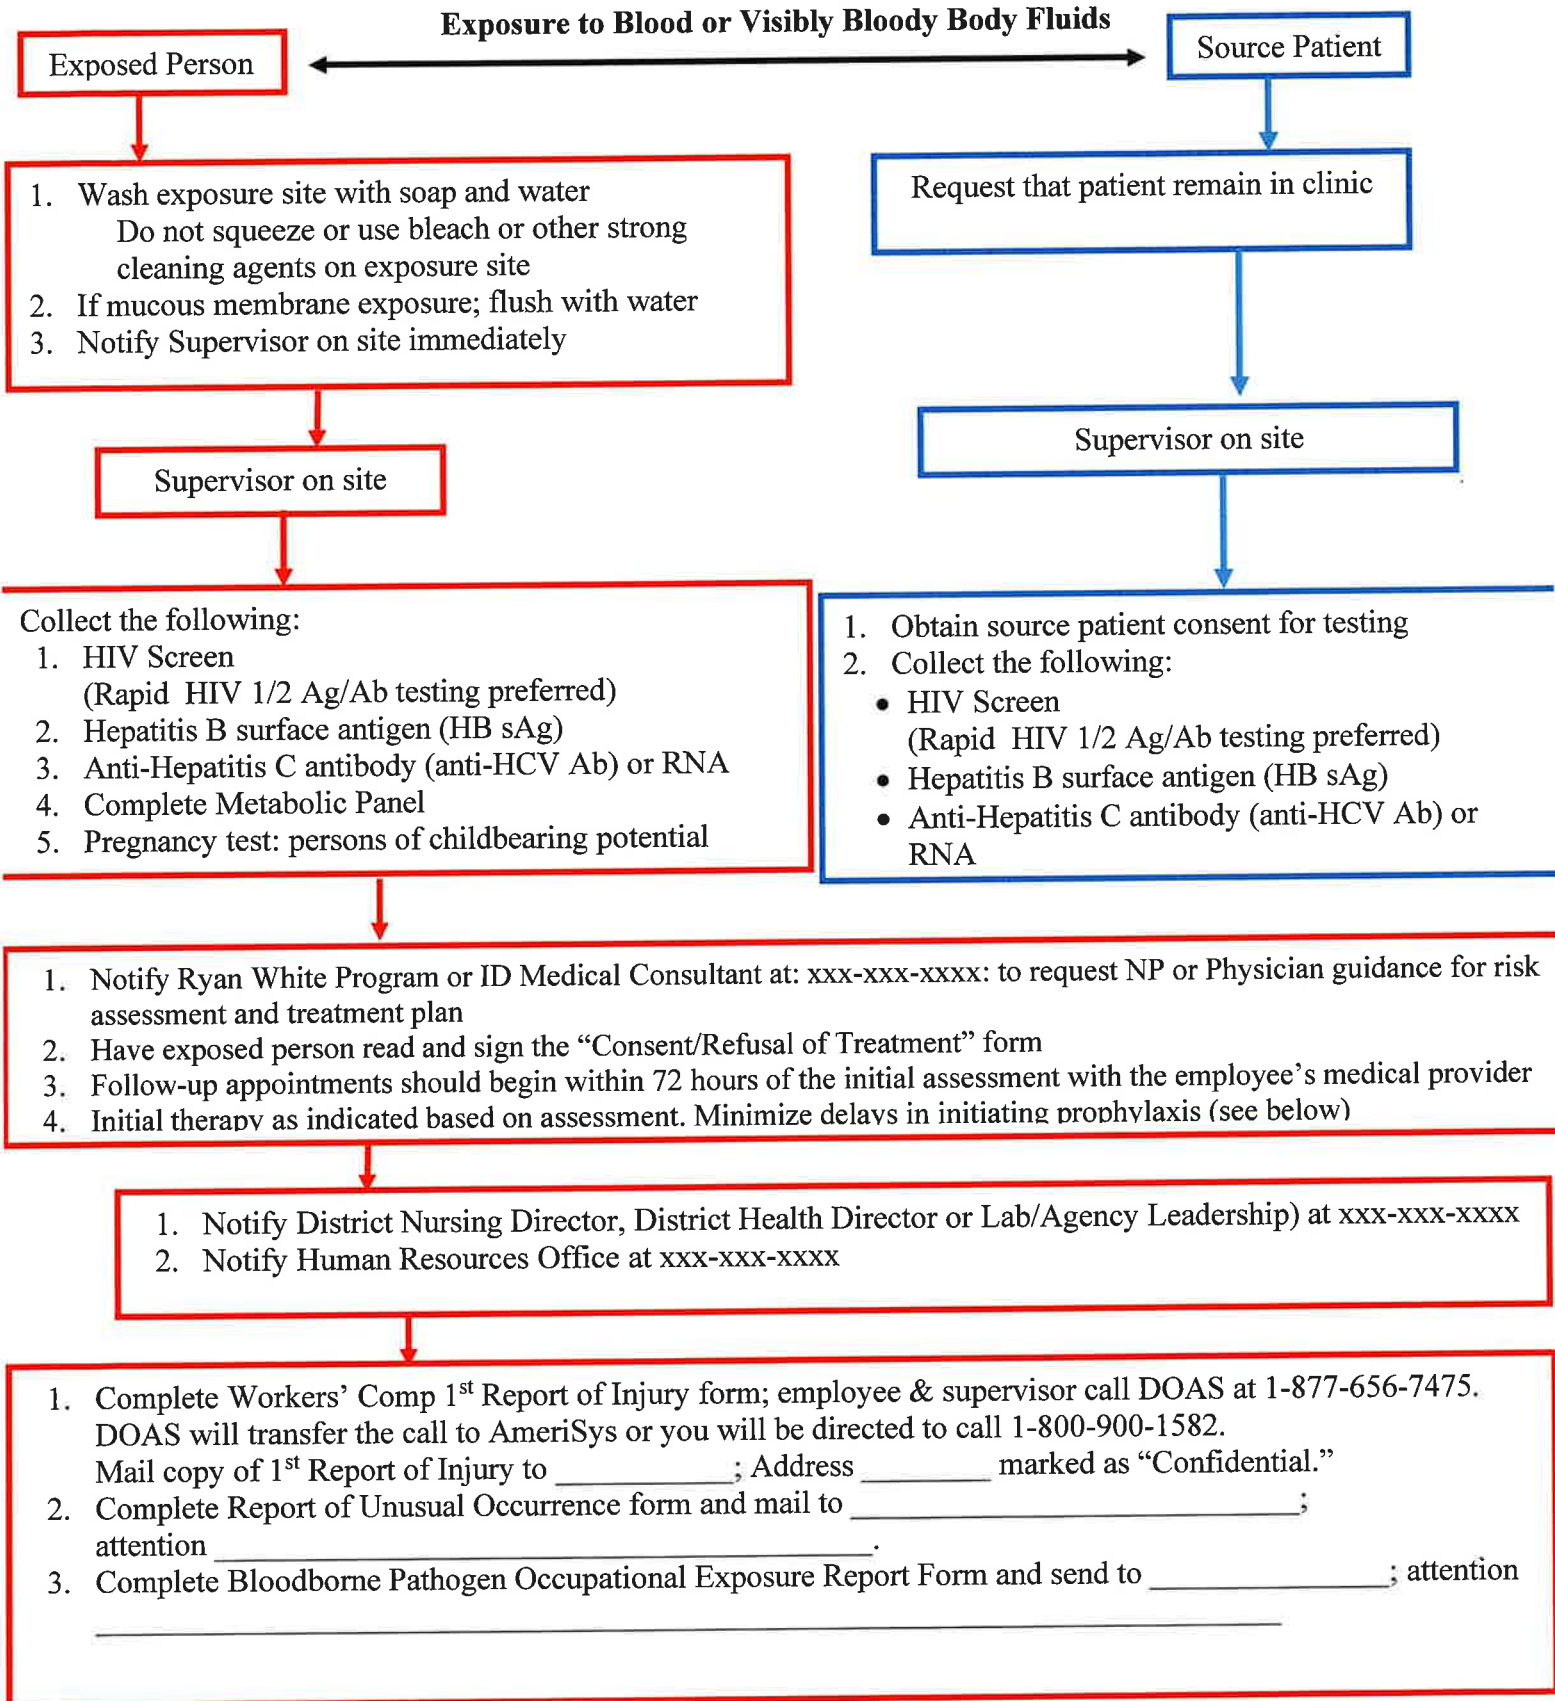 Exposure to Blood or Visibly Bloody Body Fluids
Exposed Person
Source Patient
1. Wash exposure site with soap and water
Do not squeeze or use bleach or other strong
cleaning agents on exposure site
2. If mucous membrane exposure; flush with water
3. Notify Supervisor on site immediately
Request that patient remain in clinic
Supervisor on site
Supervisor on site
Collect the following:
1. HIV Screen
(Rapid HIV 1/2 Ag/Ab testing preferred)
2. Hepatitis B surface antigen (HB sAg)
3. Anti-Hepatitis C antibody (anti-HCV Ab) or RNA
4. Complete Metabolic Panel
5. Pregnancy test: persons of childbearing potential
1. Obtain source patient consent for testing
2. Collect the following:
• HIV Screen
(Rapid HIV 1/2 Ag/Ab testing preferred)
• Hepatitis B surface antigen (HB sAg)
• Anti-Hepatitis C antibody (anti-HCV Ab) or
RNA
1. Notify Ryan White Program or ID Medical Consultant at: xxx-xxx-xxxx: to request NP or Physician guidance for risk
assessment and treatment plan
2. Have exposed person read and sign the “Consent/Refusal of Treatment” form
3. Follow-up appointments should begin within 72 hours of the initial assessment with the employee’s medical provider
4. Initial therapy as indicated based on assessment. Minimize delays in initiating prophylaxis (see below)
1. Notify District Nursing Director, District Health Director or Lab/Agency Leadership) at xxx-xxx-xxxx
2. Notify Human Resources Office at xxx-xxx-xxxx
1. Complete Workers’ Comp 1st Report of Injury form; employee & supervisor call DOAS at 1-877-656-7475.
DOAS will transfer the call to AmeriSys or you will be directed to call 1-800-900-1582.
Mail copy of 1st Report of Injury to ____________; Address _________ marked as “Confidential.”
2. Complete Report of Unusual Occurrence form and mail to ______________________________;
attention ____________________________________________.
3. Complete Bloodborne Pathogen Occupational Exposure Report Form and send to ________________; attention
________________________________________________________________________________